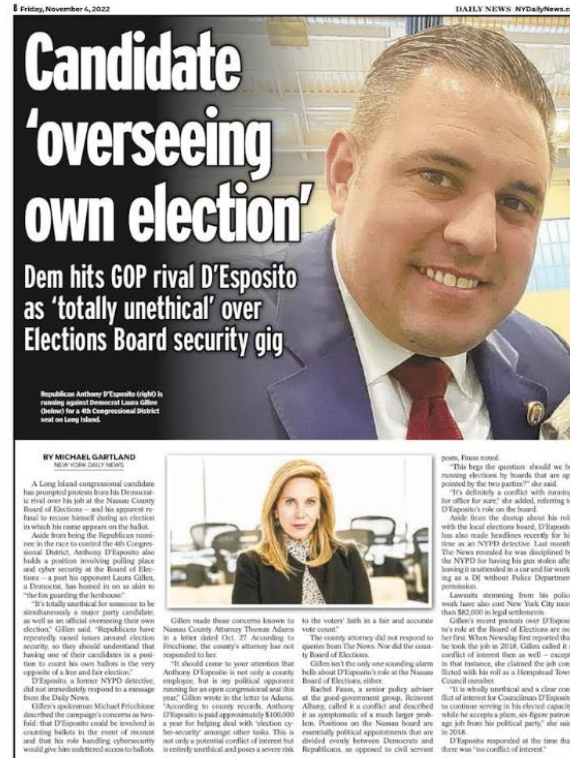 8 Friday, November 4, 2022
DAILY NEWS NYDailyNews.c
Candidate
‘overseeing
own election’
Dem hits GOP rival D’Esposito
as ‘totally unethical’ over
Elections Board security gig
Republican Anthony D’Esposito (right) is
running against Democrat Laura Gillen
(below) for a 4th Congressional District
seat on Long Island.
BY MICHAEL GARTLAND
NEW YORK DAILY NEWS
A Long Island congressional candidate
has prompted protests from his Democrat-
ic rival over his job at the Nassau County
Board of Elections — and his apparent re-
fusal to recuse himself during an election
in which his name appears on the ballot.
Aside from being the Republican nomi-
nee in the race to control the 4th Congres-
sional District, Anthony D’Esposito also
holds a position involving polling place
and cyber security at the Board of Elec-
tions — a post his opponent Laura Gillen,
a Democrat, has homed in on as akin to
“the fox guarding the henhouse.”
“It’s totally unethical for someone to be
simultaneously a major party candidate,
as well as an official overseeing their own
election,” Gillen said. “Republicans have
repeatedly raised issues around election
security, so they should understand that
having one of their candidates in a posi-
tion to count his own ballots is the very
opposite of a free and fair election.”
D’Esposito, a former NYPD detective,
did not immediately respond to a message
from the Daily News.
Gillen’s spokesman Michael Fricchione
described the campaign’s concerns as two-
fold: that D’Esposito could be involved in
counting ballots in the event of recount
and that his role handling cybersecurity
would give him unfettered access to ballots.
Gillen made those concerns known to
Nassau County Attorney Thomas Adams
in a letter dated Oct. 27. According to
Fricchione, the county’s attorney has not
responded to her.
“It should come to your attention that
Anthony D’Esposito is not only a county
employee, but is my political opponent
running for an open congressional seat this
year,” Gillen wrote in the letter to Adams.
“According to county records, Anthony
D’Esposito is paid approximately $100,000
a year for helping deal with ‘election cy-
ber-security’ amongst other tasks. This is
not only a potential conflict of interest but
is entirely unethical and poses a severe risk
to the voters’ faith in a fair and accurate
vote count.”
The county attorney did not respond to
queries from The News. Nor did the coun-
ty Board of Elections.
Gillen isn’t the only one sounding alarm
bells about D’Esposito’s role at the Nassau
Board of Elections, either.
Rachel Fauss, a senior policy adviser
at the good-government group, Reinvent
Albany, called it a conflict and described
it as symptomatic of a much larger prob-
lem. Positions on the Nassau board are
essentially political appointments that are
divided evenly between Democrats and
Republicans, as opposed to civil servant
posts, Fauss noted.
“This begs the question: should we be
running elections by boards that are ap-
pointed by the two parties?” she said.
“It’s definitely a conflict with running
for office for sure,” she added, referring to
D’Esposito’s role on the board.
Aside from the dustup about his role
with the local elections board, D’Esposito
has also made headlines recently for his
time as an NYPD detective. Last month,
The News revealed he was disciplined by
the NYPD for having his gun stolen after
leaving it unattended in a car and for work-
ing as a DJ without Police Department
permission.
Lawsuits stemming from his police
work have also cost New York City more
than $82,000 in legal settlements.
Gillen’s recent protests over D’Esposi-
to’s role at the Board of Elections are not
her first. When Newsday first reported that
he took the job in 2018, Gillen called it a
conflict of interest then as well — except
in that instance, she claimed the job con-
flicted with his roll as a Hempstead Town
Council member.
“It is wholly unethical and a clear con-
flict of interest for Councilman D’Esposito
to continue serving in his elected capacity
while he accepts a plum, six-figure patron-
age job from his political party,” she said
in 2018.
D’Esposito responded at the time that
there was “no conflict of interest.”